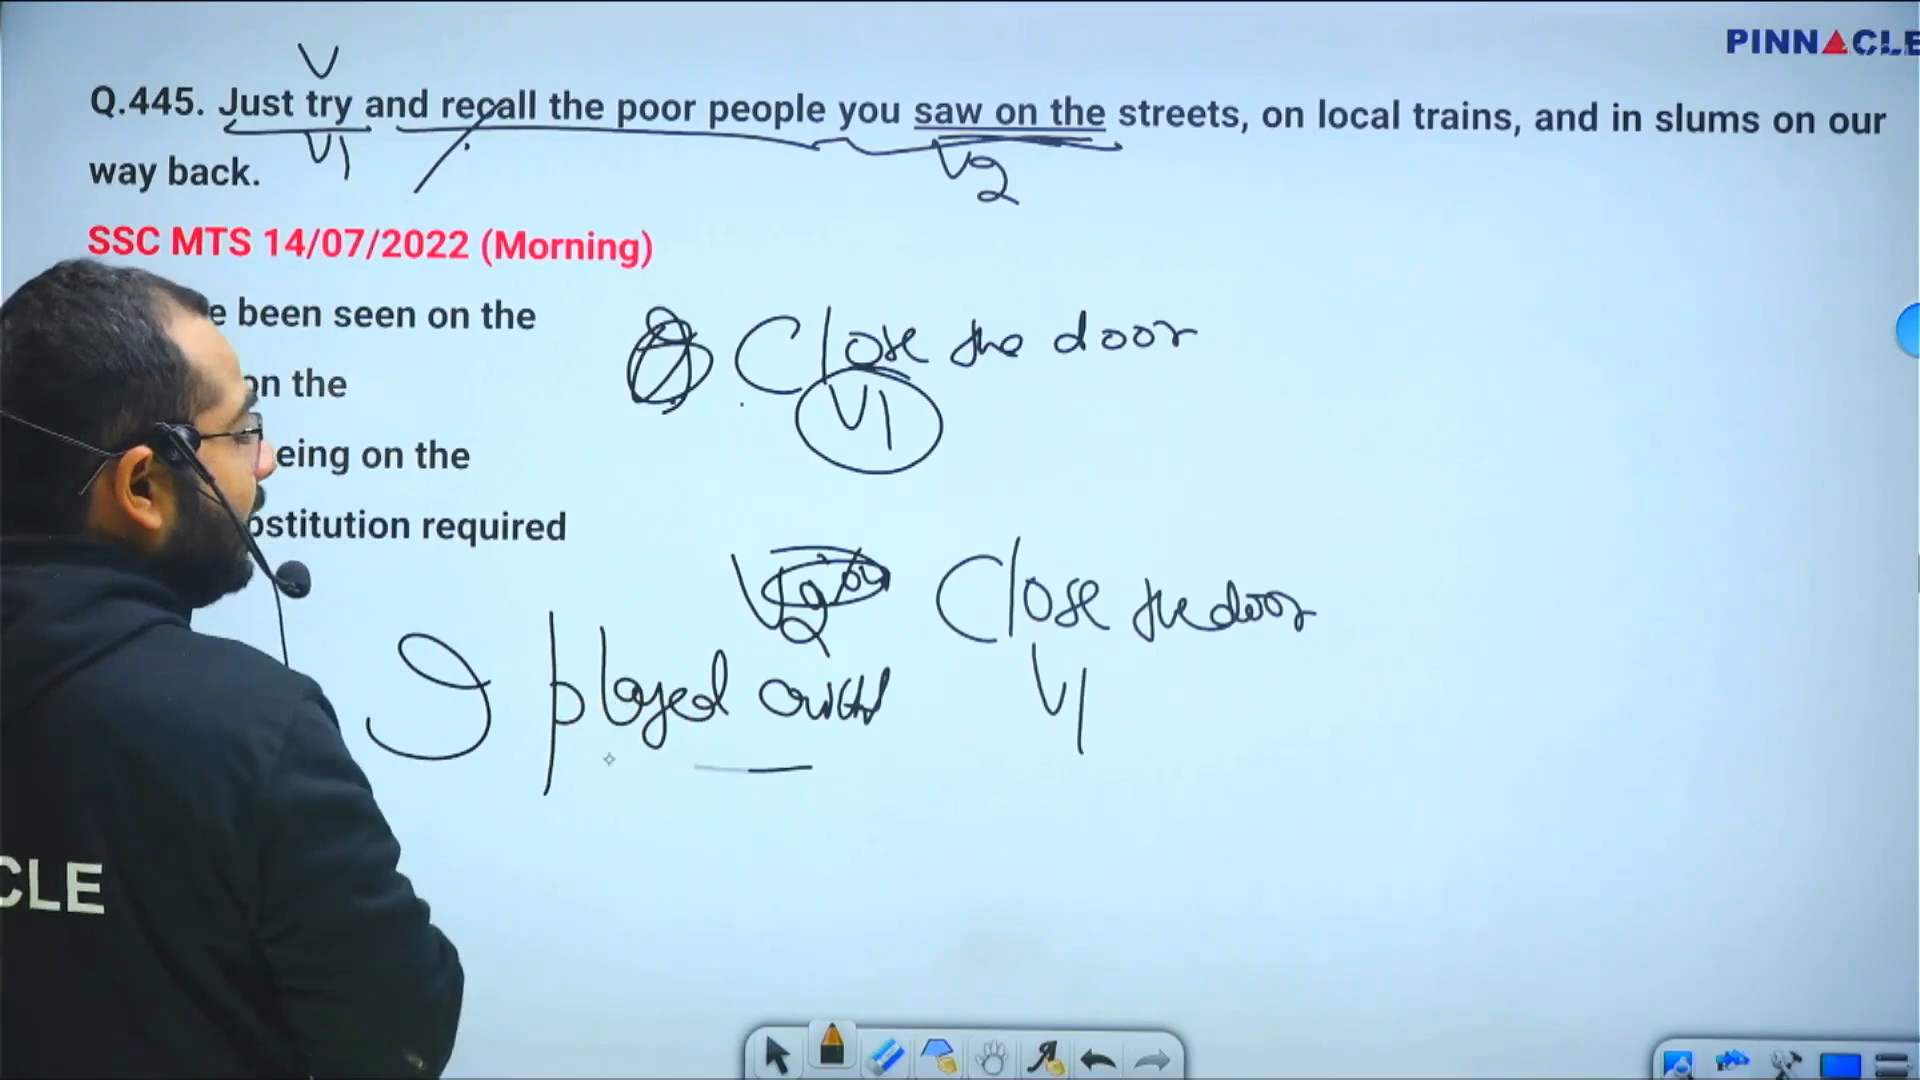 PINNACLE
V
Q.445. Just try and recall the poor people you saw on the streets, on local trains, and in slums on our
V1
V2
way back.
SSC MTS 14/07/2022 (Morning)
e been seen on the
on the
eing on the
bstitution required
Close the door
V1
V2
Close the door
V1
I played
CLE